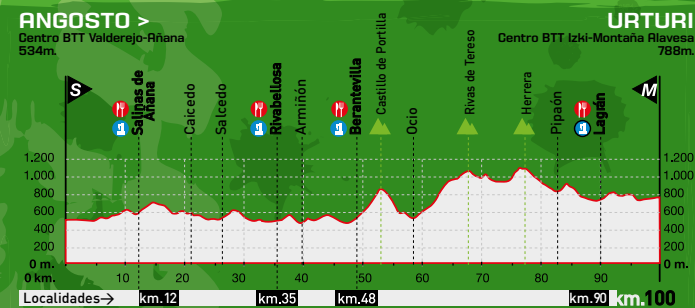 ANGOSTO >
Centro BTT Valderejo-Añana
534m.
URTURI
Centro BTT Izki-Montaña Alavesa
788m.
S
Salinas de
Añana
Caicedo
Salcedo
Rivabellosa
Armiñón
Berantevilla
Castillo de Portilla
Ocio
Rivas de Tereso
Herrera
Pipaón
Lagrán
M
1,200 1,200
1,000 1,000
800 800
600 600
400 400
200 200
0 m. 0 m.
0 km. 10 20 30 40 50 60 70 80 90 km.100
Localidades→ km.12 km.35 km.48 km.90